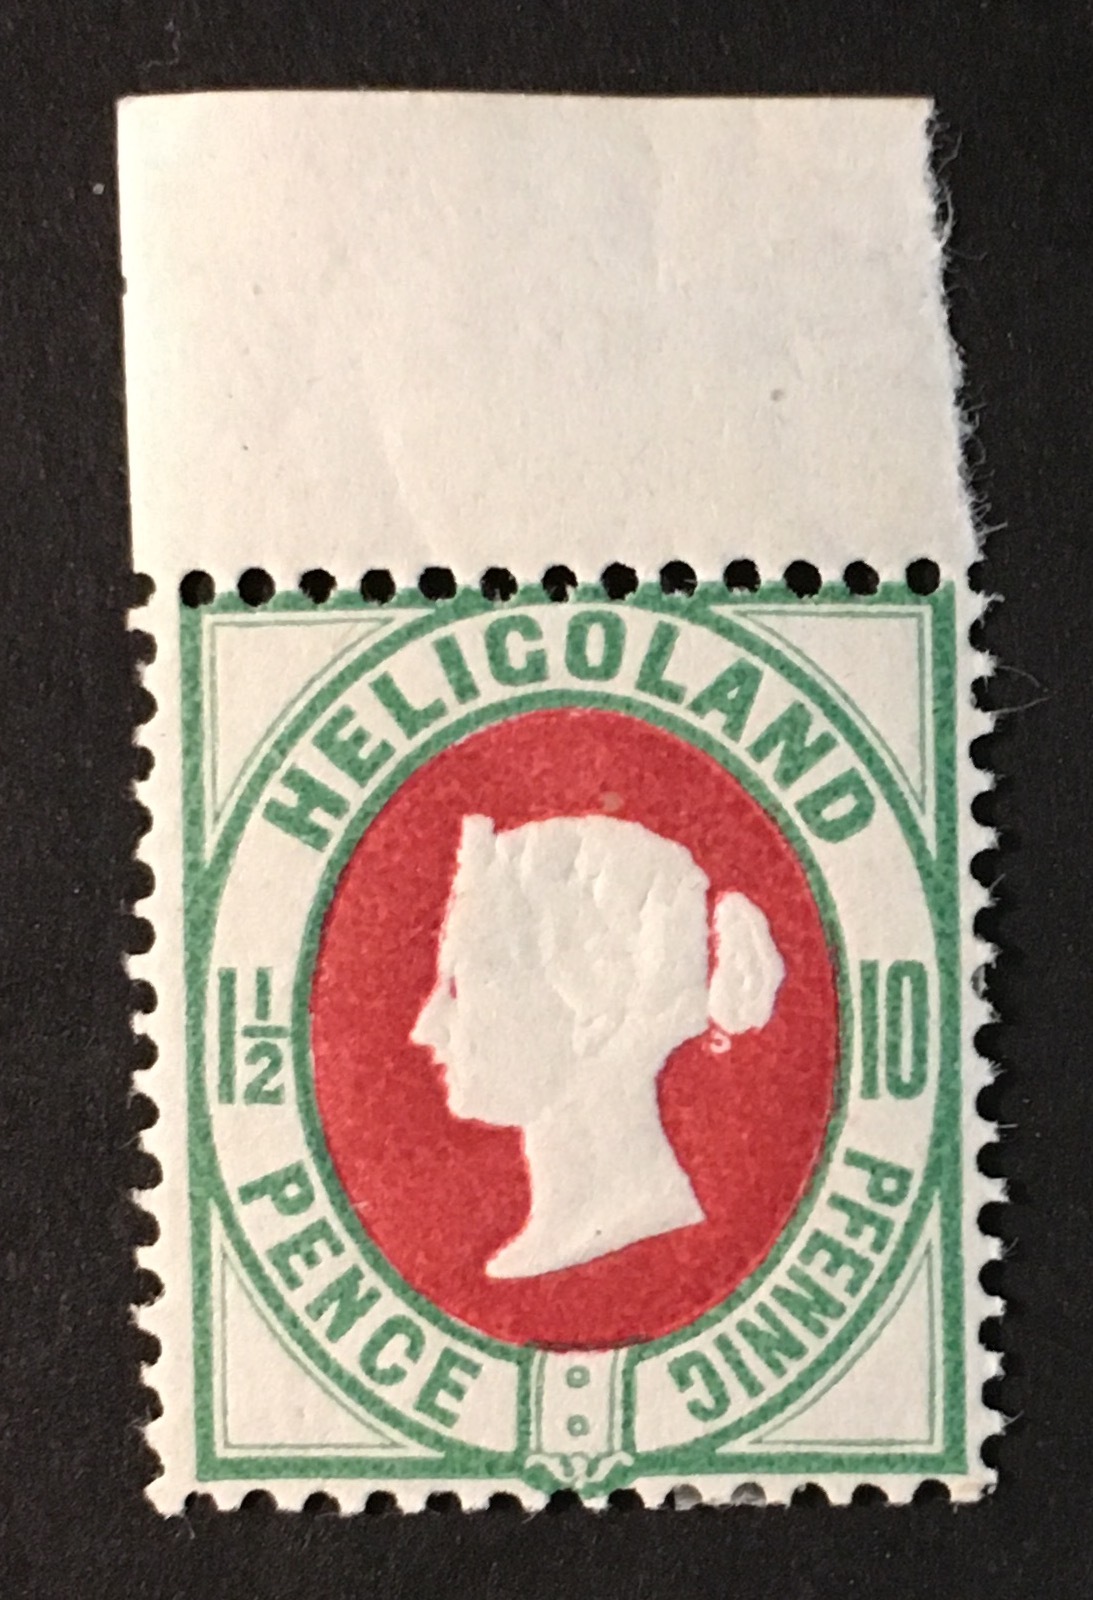 HELIGOLAND
1½
10
PENCE
PFENNIG